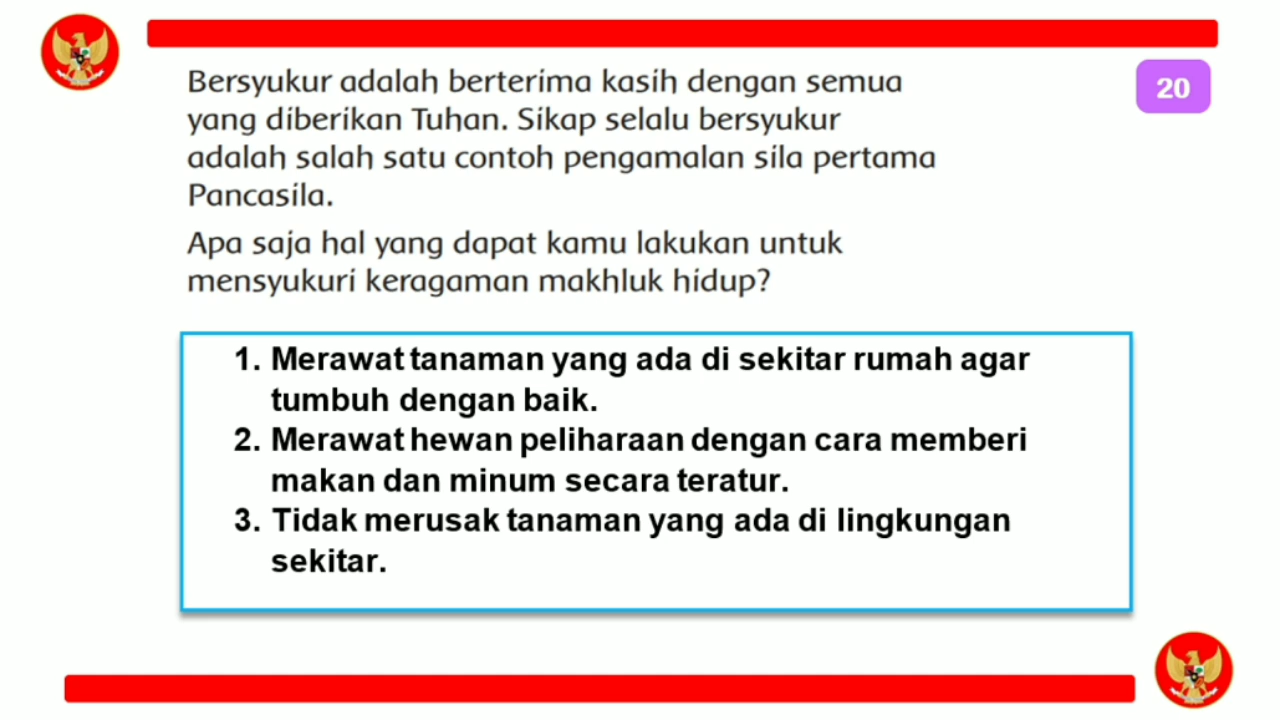 Bersyukur adalah berterima kasih dengan semua
yang diberikan Tuhan. Sikap selalu bersyukur
adalah salah satu contoh pengamalan sila pertama
Pancasila.
20
Apa saja hal yang dapat kamu lakukan untuk
mensyukuri keragaman makhluk hidup?
1. Merawat tanaman yang ada di sekitar rumah agar
tumbuh dengan baik.
2. Merawat hewan peliharaan dengan cara memberi
makan dan minum secara teratur.
3. Tidak merusak tanaman yang ada di lingkungan
sekitar.